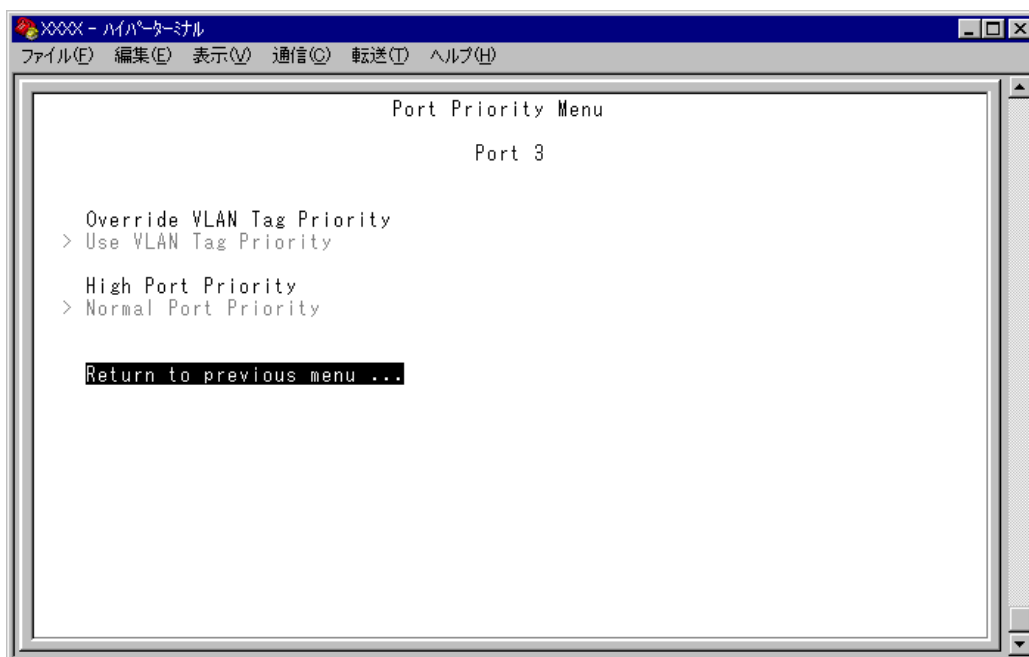 XXXX - ﾊｲﾊﾟｰﾀｰﾐﾅﾙ
ファイル(F) 編集(E) 表示(V) 通信(C) 転送(T) ヘルプ(H)
Port Priority Menu
Port 3
Override VLAN Tag Priority
> Use VLAN Tag Priority
High Port Priority
> Normal Port Priority
Return to previous menu ...